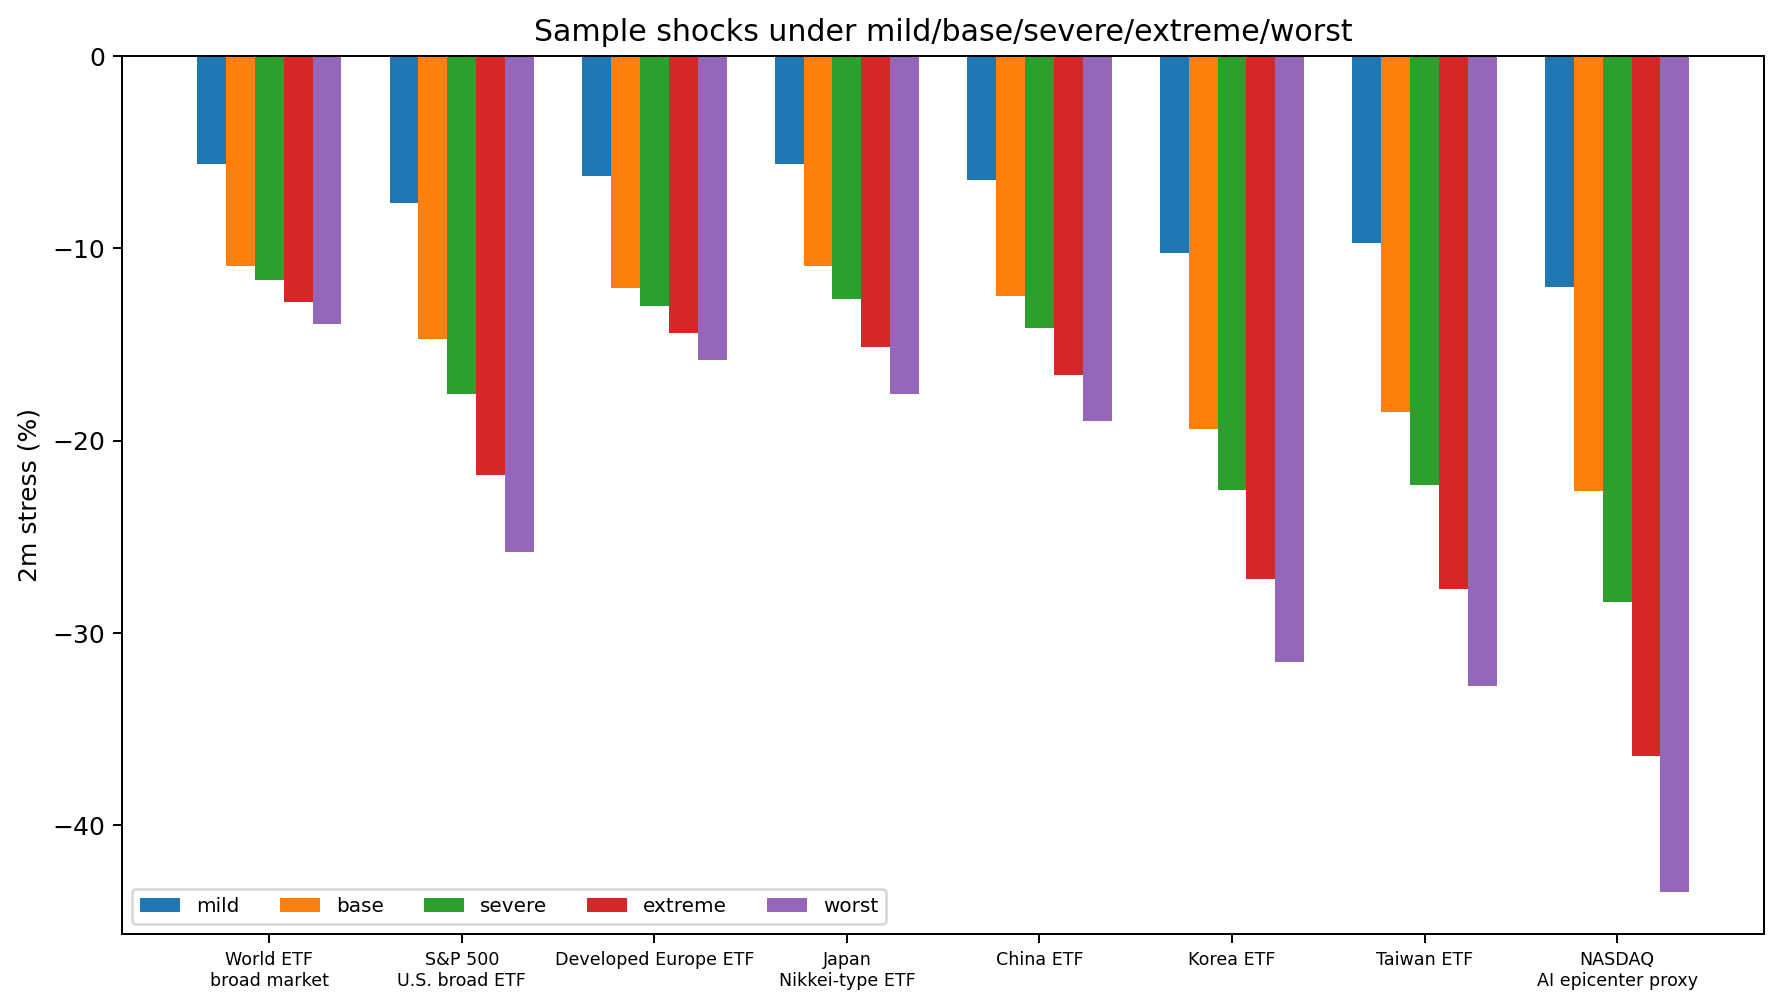 Sample shocks under mild/base/severe/extreme/worst
2m stress (%)
0
−10
−20
−30
−40
mild
base
severe
extreme
worst
World ETF
broad market
S&P 500
U.S. broad ETF
Developed Europe ETF
Japan
Nikkei-type ETF
China ETF
Korea ETF
Taiwan ETF
NASDAQ
AI epicenter proxy